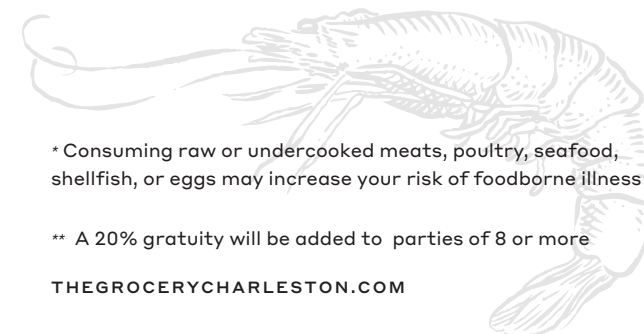 * Consuming raw or undercooked meats, poultry, seafood,
shellfish, or eggs may increase your risk of foodborne illness
** A 20% gratuity will be added to  parties of 8 or more
THEGROCERYCHARLESTON.COM